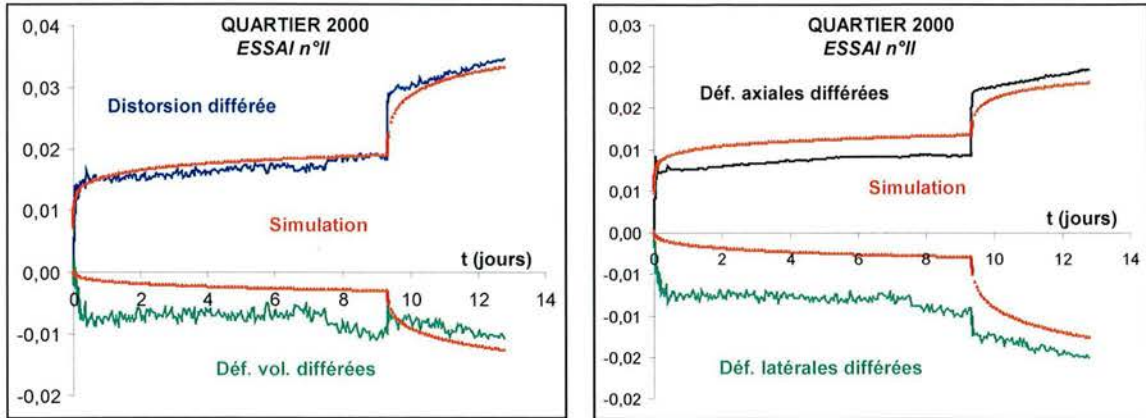 QUARTIER 2000
ESSAI n°II
0,04
0,03
0,02
0,01
0,00
-0,01
-0,02
Distorsion différée
Simulation
t (jours)
0 2 4 6 8 10 12 14
Déf. vol. différées
QUARTIER 2000
ESSAI n°II
0,03
0,02
0,02
0,01
0,01
0,00
-0,01
-0,01
-0,02
-0,02
Déf. axiales différées
Simulation
t (jours)
0 2 4 6 8 10 12 14
Déf. latérales différées